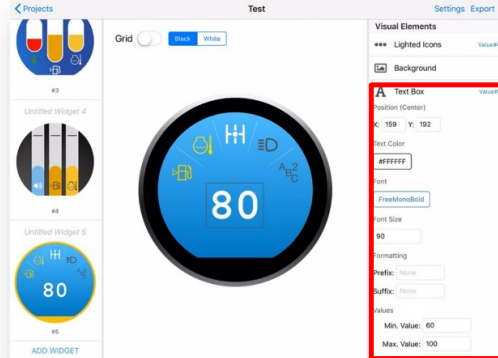 Projects
Test
Settings Export
#3
Untitled Widget 4
#4
Untitled Widget 5
80
#5
ADD WIDGET
Grid
Black White
ABC2
80
Visual Elements
Lighted Icons
Background
A Text Box
Position (Center)
X: 159 Y: 192
Text Color
#FFFFFF
Font
FreeMonoBold
Font Size
90
Formatting
Prefix: None
Suffix: None
Values
Min. Value: 60
Max. Value: 100